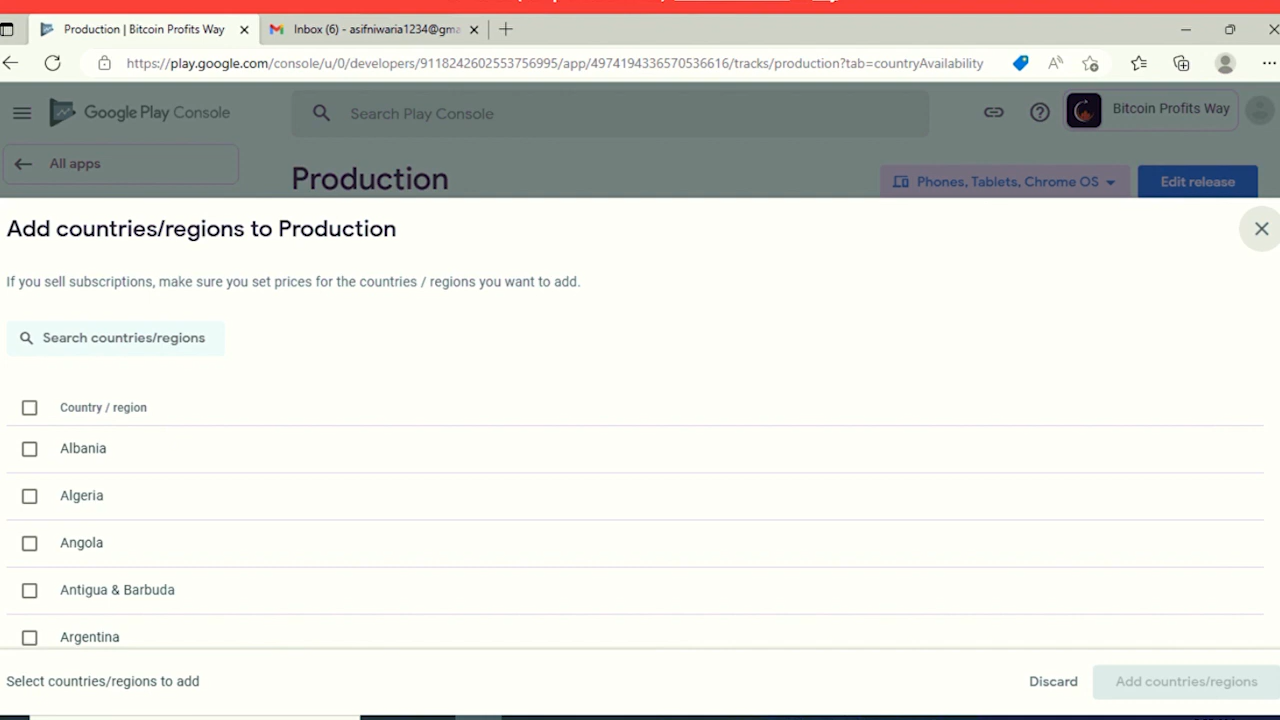 Production | Bitcoin Profits Way
Inbox (6) - asifniwaria1234@gma
https://play.google.com/console/u/0/developers/9118242602553756995/app/4974194336570536616/tracks/production?tab=countryAvailability
Google Play Console
Search Play Console
Bitcoin Profits Way
All apps
Production
Phones, Tablets, Chrome OS
Edit release
Add countries/regions to Production
If you sell subscriptions, make sure you set prices for the countries / regions you want to add.
Search countries/regions
Country / region
Albania
Algeria
Angola
Antigua & Barbuda
Argentina
Select countries/regions to add
Discard
Add countries/regions